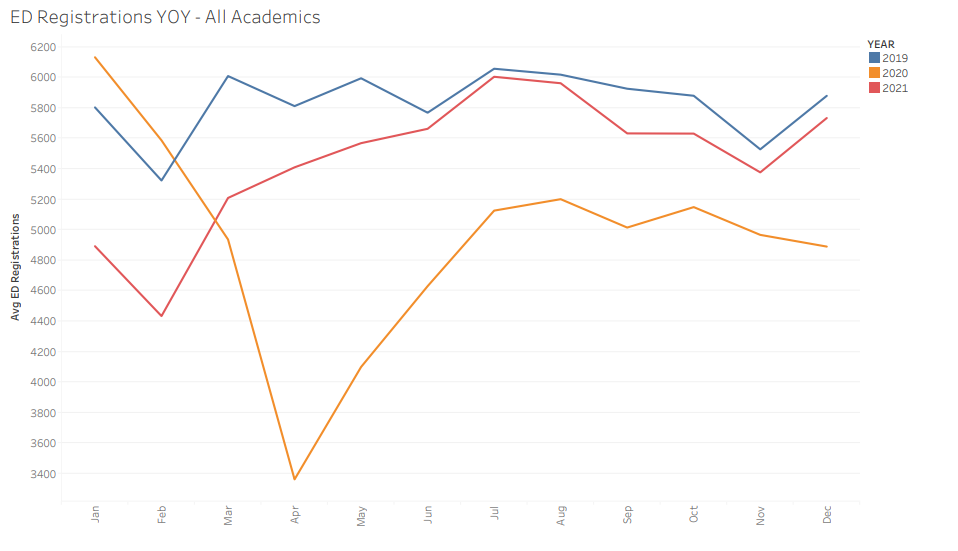 ED Registrations YOY - All Academics
YEAR
2019
2020
2021
Avg ED Registrations
6200
6000
5800
5600
5400
5200
5000
4800
4600
4400
4200
4000
3800
3600
3400
Jan
Feb
Mar
Apr
May
Jun
Jul
Aug
Sep
Oct
Nov
Dec